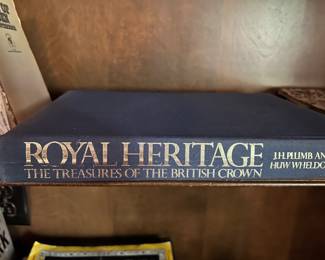 ROYAL HERITAGE
THE TREASURES OF THE BRITISH CROWN
J.H. PLUMB AN
HUW WHELDO